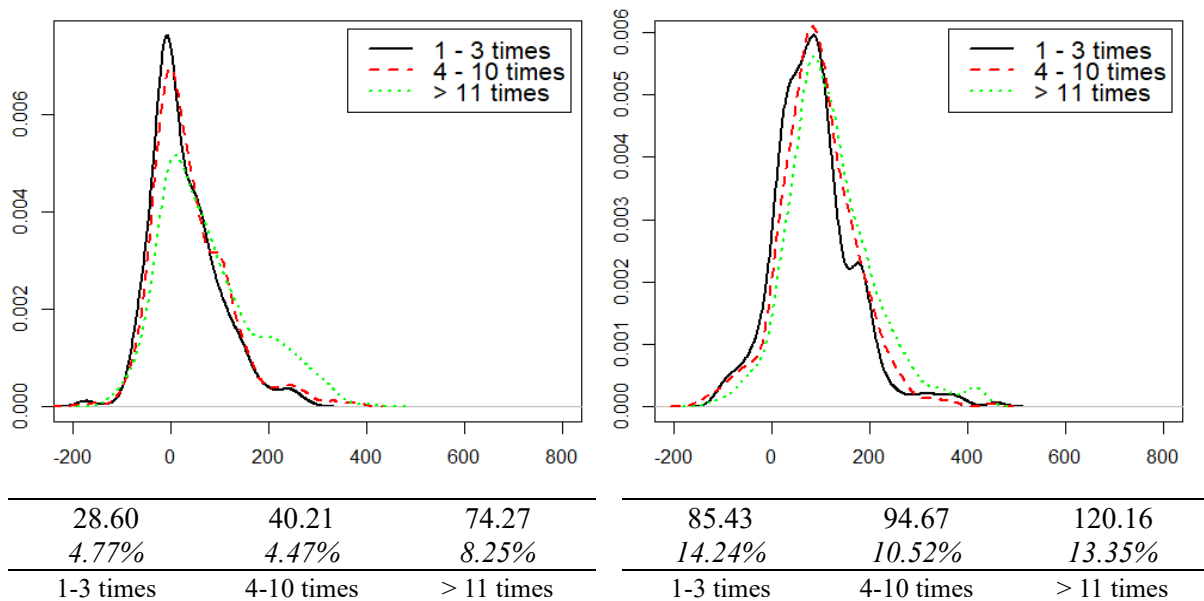 1 - 3 times
4 - 10 times
> 11 times
0.006
0.004
0.002
0.000
-200 0 200 400 600 800
28.60 40.21 74.27
4.77% 4.47% 8.25%
1-3 times 4-10 times > 11 times
1 - 3 times
4 - 10 times
> 11 times
0.006
0.005
0.004
0.003
0.002
0.001
0.000
-200 0 200 400 600 800
85.43 94.67 120.16
14.24% 10.52% 13.35%
1-3 times 4-10 times > 11 times